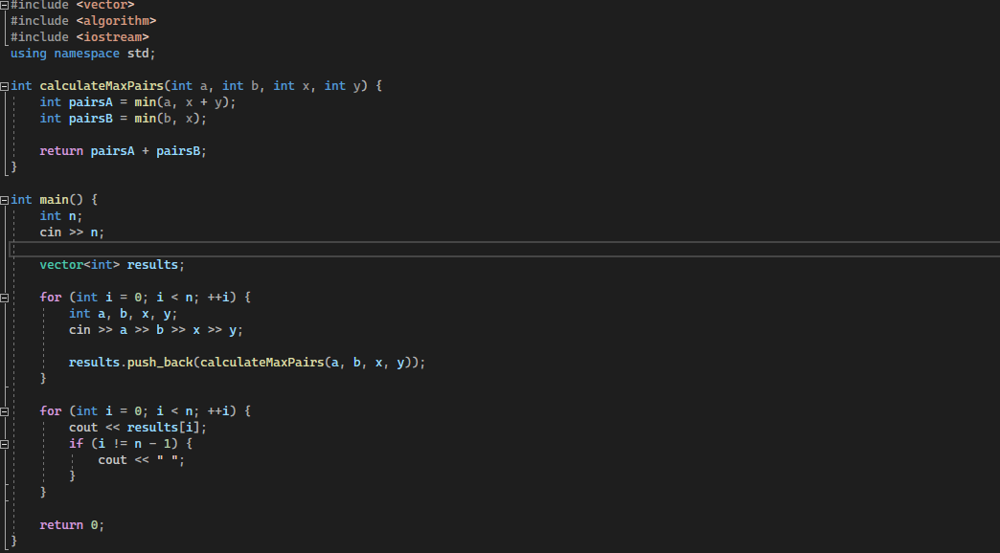 #include <vector>
#include <algorithm>
#include <iostream>
using namespace std;
int calculateMaxPairs(int a, int b, int x, int y) {
    int pairsA = min(a, x + y);
    int pairsB = min(b, x);
    return pairsA + pairsB;
}
int main() {
    int n;
    cin >> n;
    vector<int> results;
    for (int i = 0; i < n; ++i) {
        int a, b, x, y;
        cin >> a >> b >> x >> y;
        results.push_back(calculateMaxPairs(a, b, x, y));
    }
    for (int i = 0; i < n; ++i) {
        cout << results[i];
        if (i != n - 1) {
            cout << " ";
        }
    }
    return 0;
}